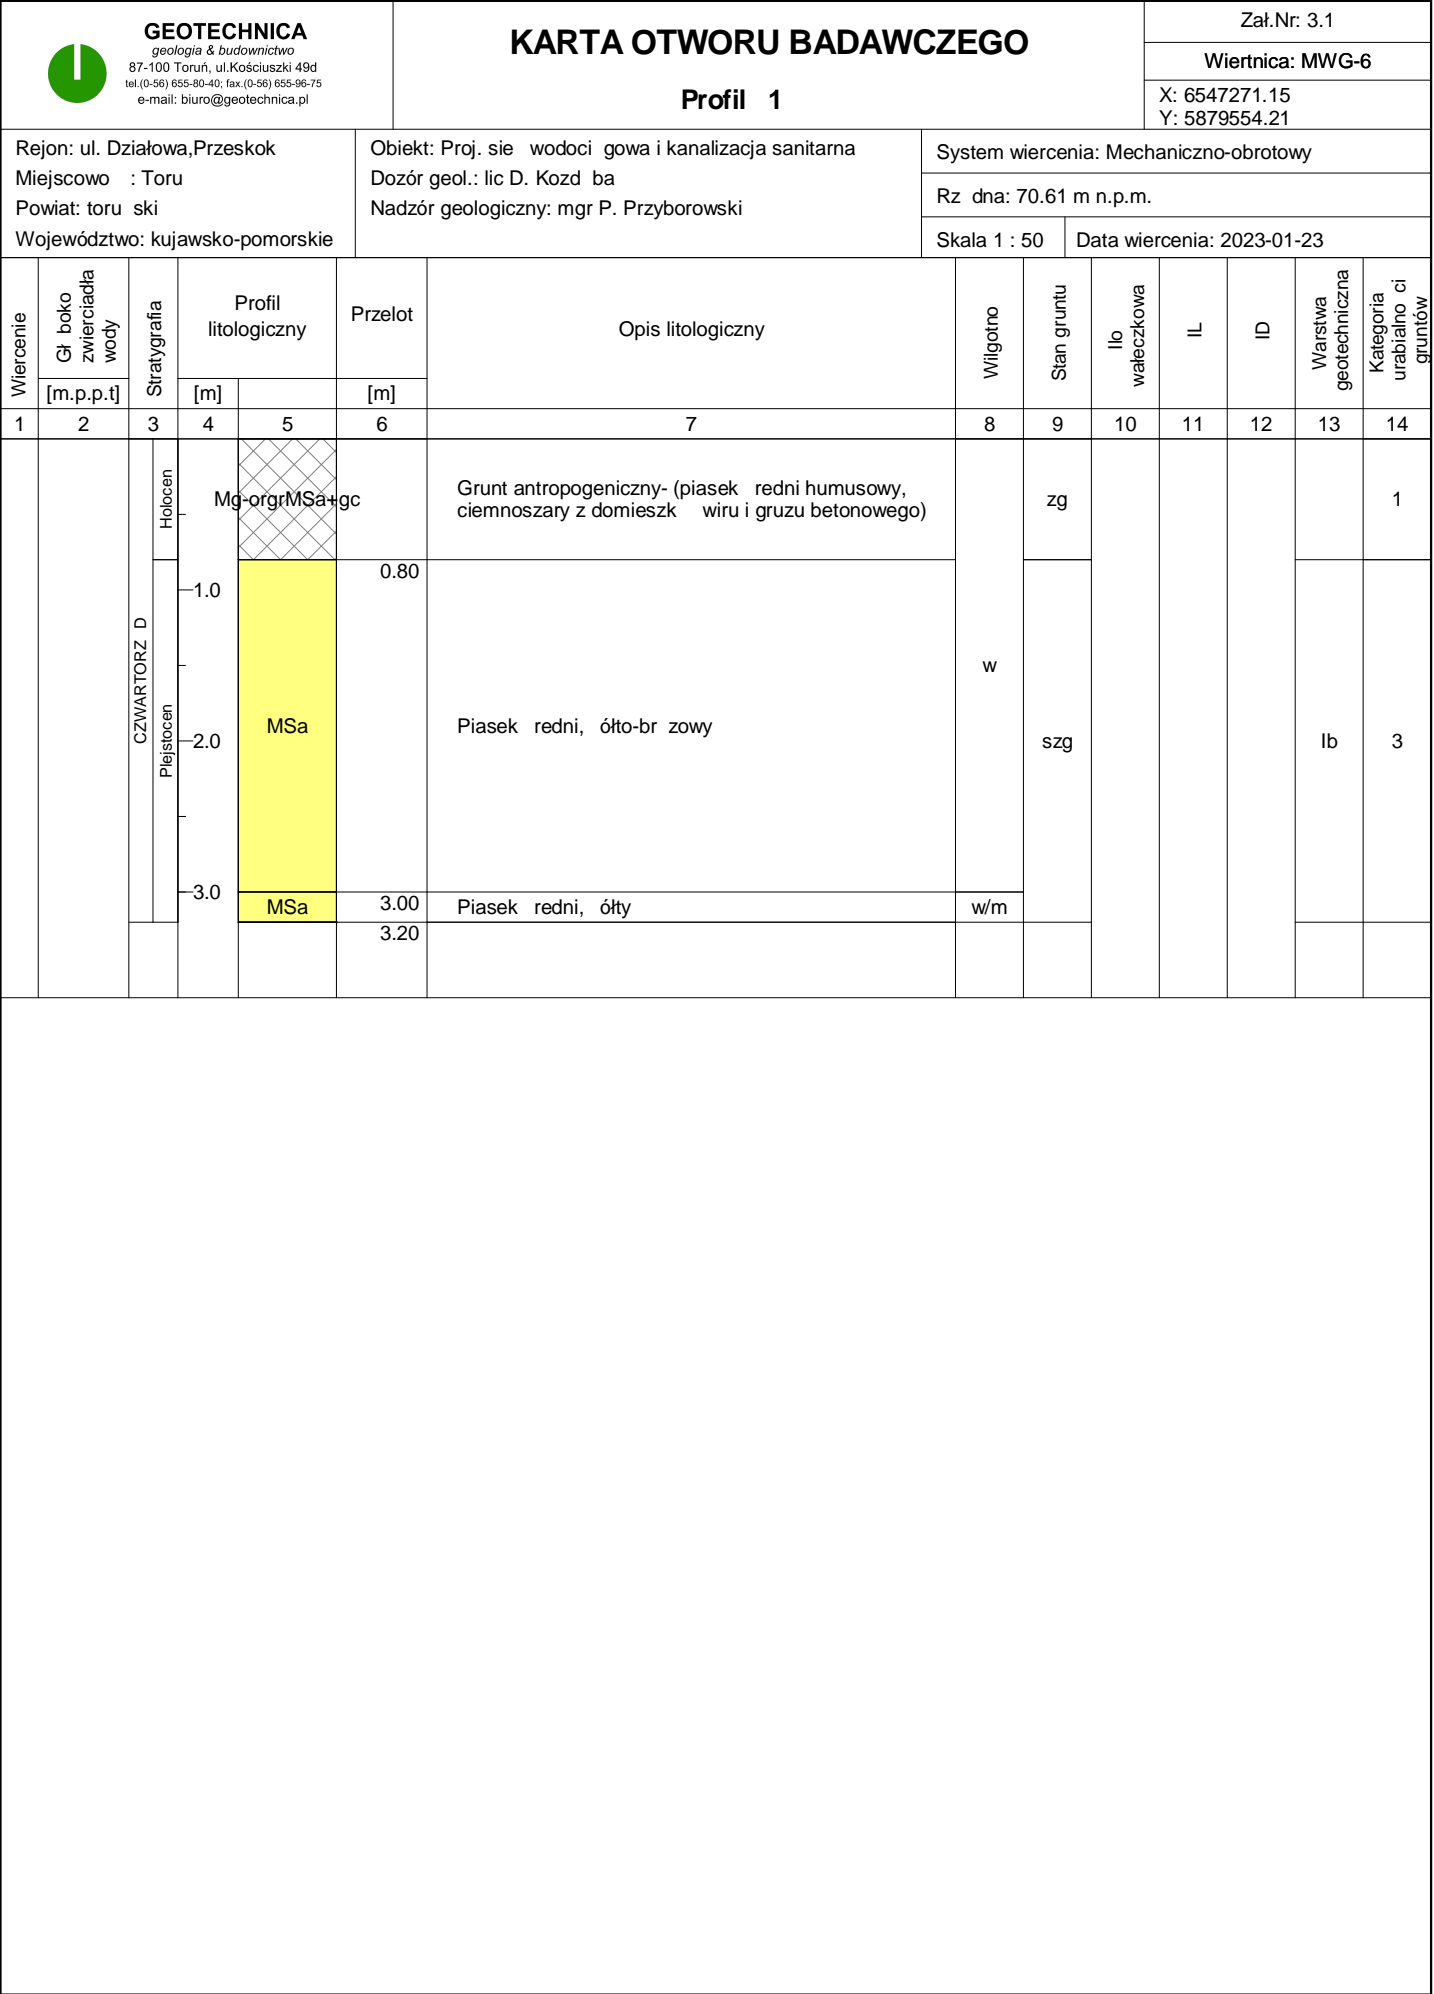 GEOTECHNICA
geologia & budownictwo
87-100 Toruń, ul.Kościuszki 49d
tel.(0-56) 655-80-40; fax.(0-56) 655-96-75
e-mail: biuro@geotechnica.pl
KARTA OTWORU BADAWCZEGO
Profil 1
Zał.Nr: 3.1
Wiertnica: MWG-6
X: 6547271.15
Y: 5879554.21
Rejon: ul. Działowa,Przeskok
Miejscowo : Toru
Powiat: toru ski
Województwo: kujawsko-pomorskie
Obiekt: Proj. sie wodoci gowa i kanalizacja sanitarna
Dozór geol.: lic D. Kozd ba
Nadzór geologiczny: mgr P. Przyborowski
System wiercenia: Mechaniczno-obrotowy
Rz dna: 70.61 m n.p.m.
Skala 1 : 50
Data wiercenia: 2023-01-23
Wiercenie
Gł boko
zwierciadła
wody
[m.p.p.t]
Stratygrafia
Profil
litologiczny
[m]
Przelot
[m]
Opis litologiczny
Wilgotno
Stan gruntu
Ilo
wałeczkowa
IL
ID
Warstwa
geotechniczna
Kategoria
urabialno ci
gruntów
1 2 3 4 5 6 7 8 9 10 11 12 13 14
CZWARTORZ D
Holocen
Mg-orgrMSa+gc
Grunt antropogeniczny- (piasek redni humusowy,
ciemnoszary z domieszk wiru i gruzu betonowego)
zg
1
0.80
1.0
w
Plejstocen
2.0
MSa
Piasek redni, ółto-br zowy
szg
Ib
3
3.0
MSa
3.00
Piasek redni, ółty
w/m
3.20